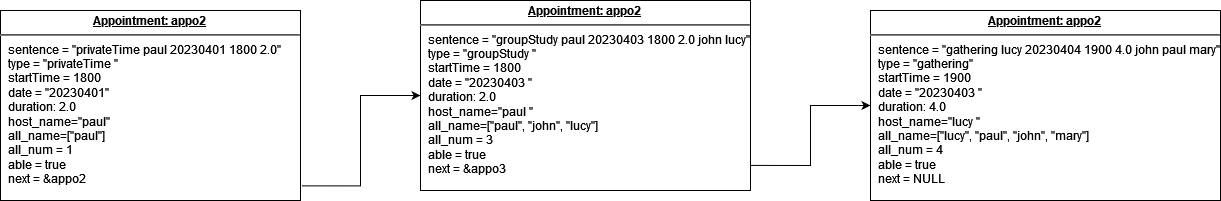 Appointment: appo2
sentence = "privateTime paul 20230401 1800 2.0"
type = "privateTime "
startTime = 1800
date = "20230401"
duration: 2.0
host_name="paul"
all_name=["paul"]
all_num = 1
able = true
next = &appo2
Appointment: appo2
sentence = "groupStudy paul 20230403 1800 2.0 john lucy"
type = "groupStudy "
startTime = 1800
date = "20230403 "
duration: 2.0
host_name="paul "
all_name=["paul", "john", "lucy"]
all_num = 3
able = true
next = &appo3
Appointment: appo2
sentence = "gathering lucy 20230404 1900 4.0 john paul mary"
type = "gathering"
startTime = 1900
date = "20230403 "
duration: 4.0
host_name="lucy "
all_name=["lucy", "paul", "john", "mary"]
all_num = 4
able = true
next = NULL